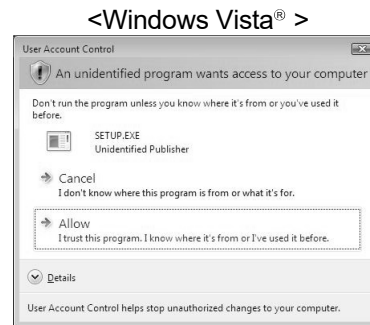 <Windows Vista® >
User Account Control
An unidentified program wants access to your computer
Don't run the program unless you know where it's from or you've used it
before.
SETUP.EXE
Unidentified Publisher
Cancel
I don't know where this program is from or what it's for.
Allow
I trust this program. I know where it's from or I've used it before.
Details
User Account Control helps stop unauthorized changes to your computer.